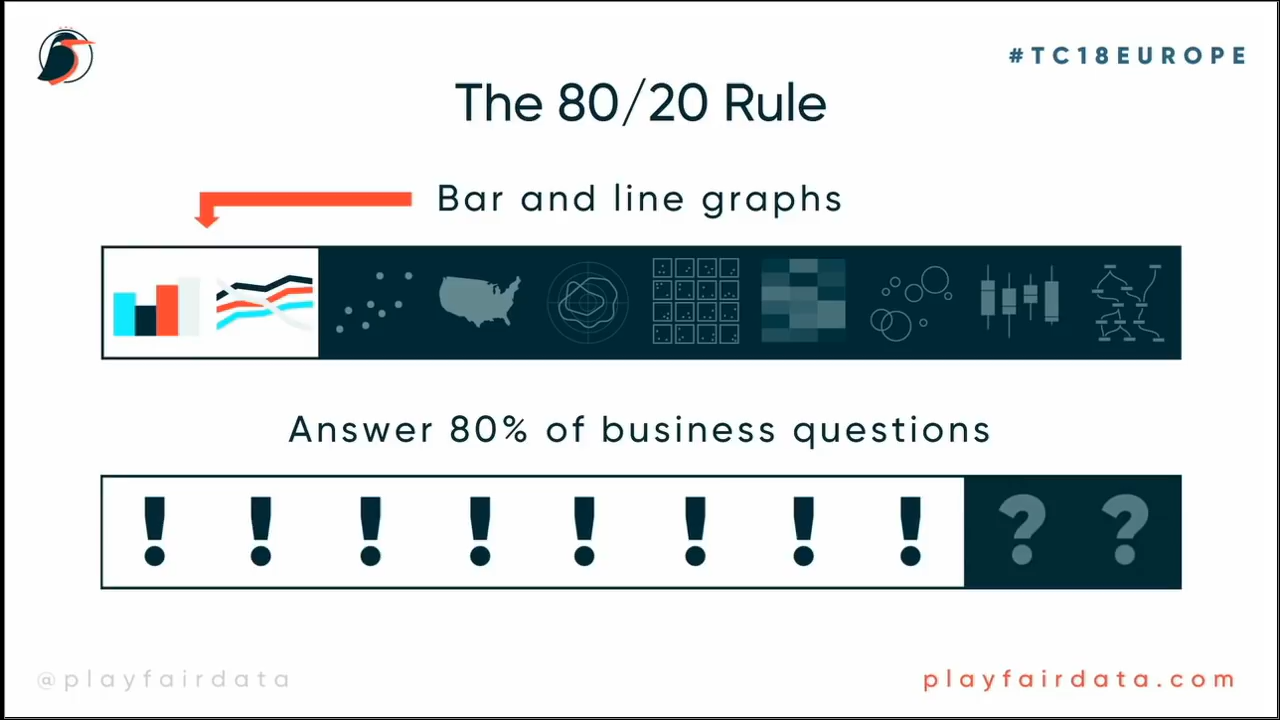 #TC18EUROPE
The 80/20 Rule
Bar and line graphs
Answer 80% of business questions
! ! ! ! ! ! ! ! ? ?
@playfairdata
playfairdata.com